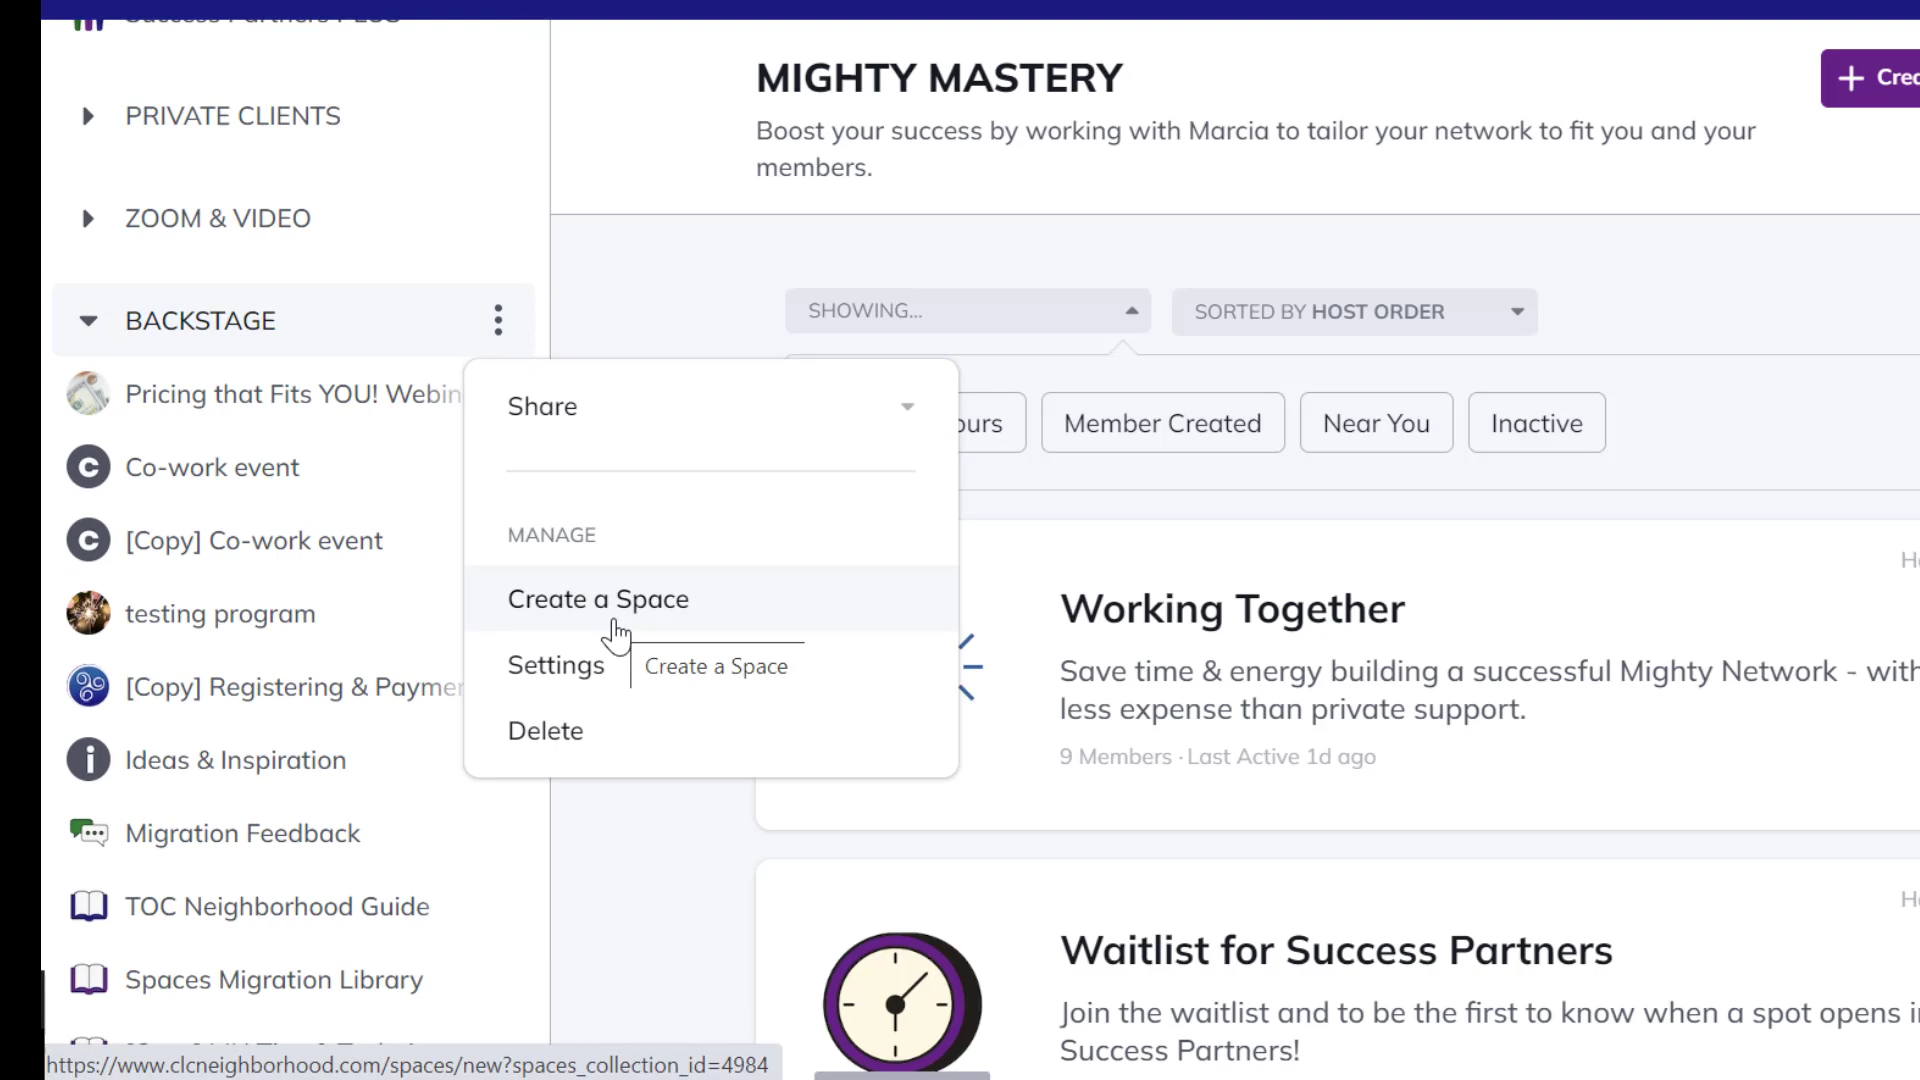 PRIVATE CLIENTS
ZOOM & VIDEO
BACKSTAGE
Pricing that Fits YOU!
Co-work event
[Copy] Co-work event
testing program
[Copy] Registering &
Ideas & Inspiration
Migration Feedback
TOC Neighborhood Guide
Spaces Migration Library
https://www.clcneighborhood.com/spaces/new?spaces_collection_id=4984
Share
MANAGE
Create a Space
Settings
Create a Space
Delete
MIGHTY MASTERY
Boost your success by working with Marcia to tailor your network to fit you and your
members.
SHOWING...
SORTED BY HOST ORDER
Member Created
Near You
Inactive
Working Together
Save time & energy building a successful Mighty Network - with
less expense than private support.
9 Members · Last Active 1d ago
Waitlist for Success Partners
Join the waitlist and to be the first to know when a spot opens
Success Partners!